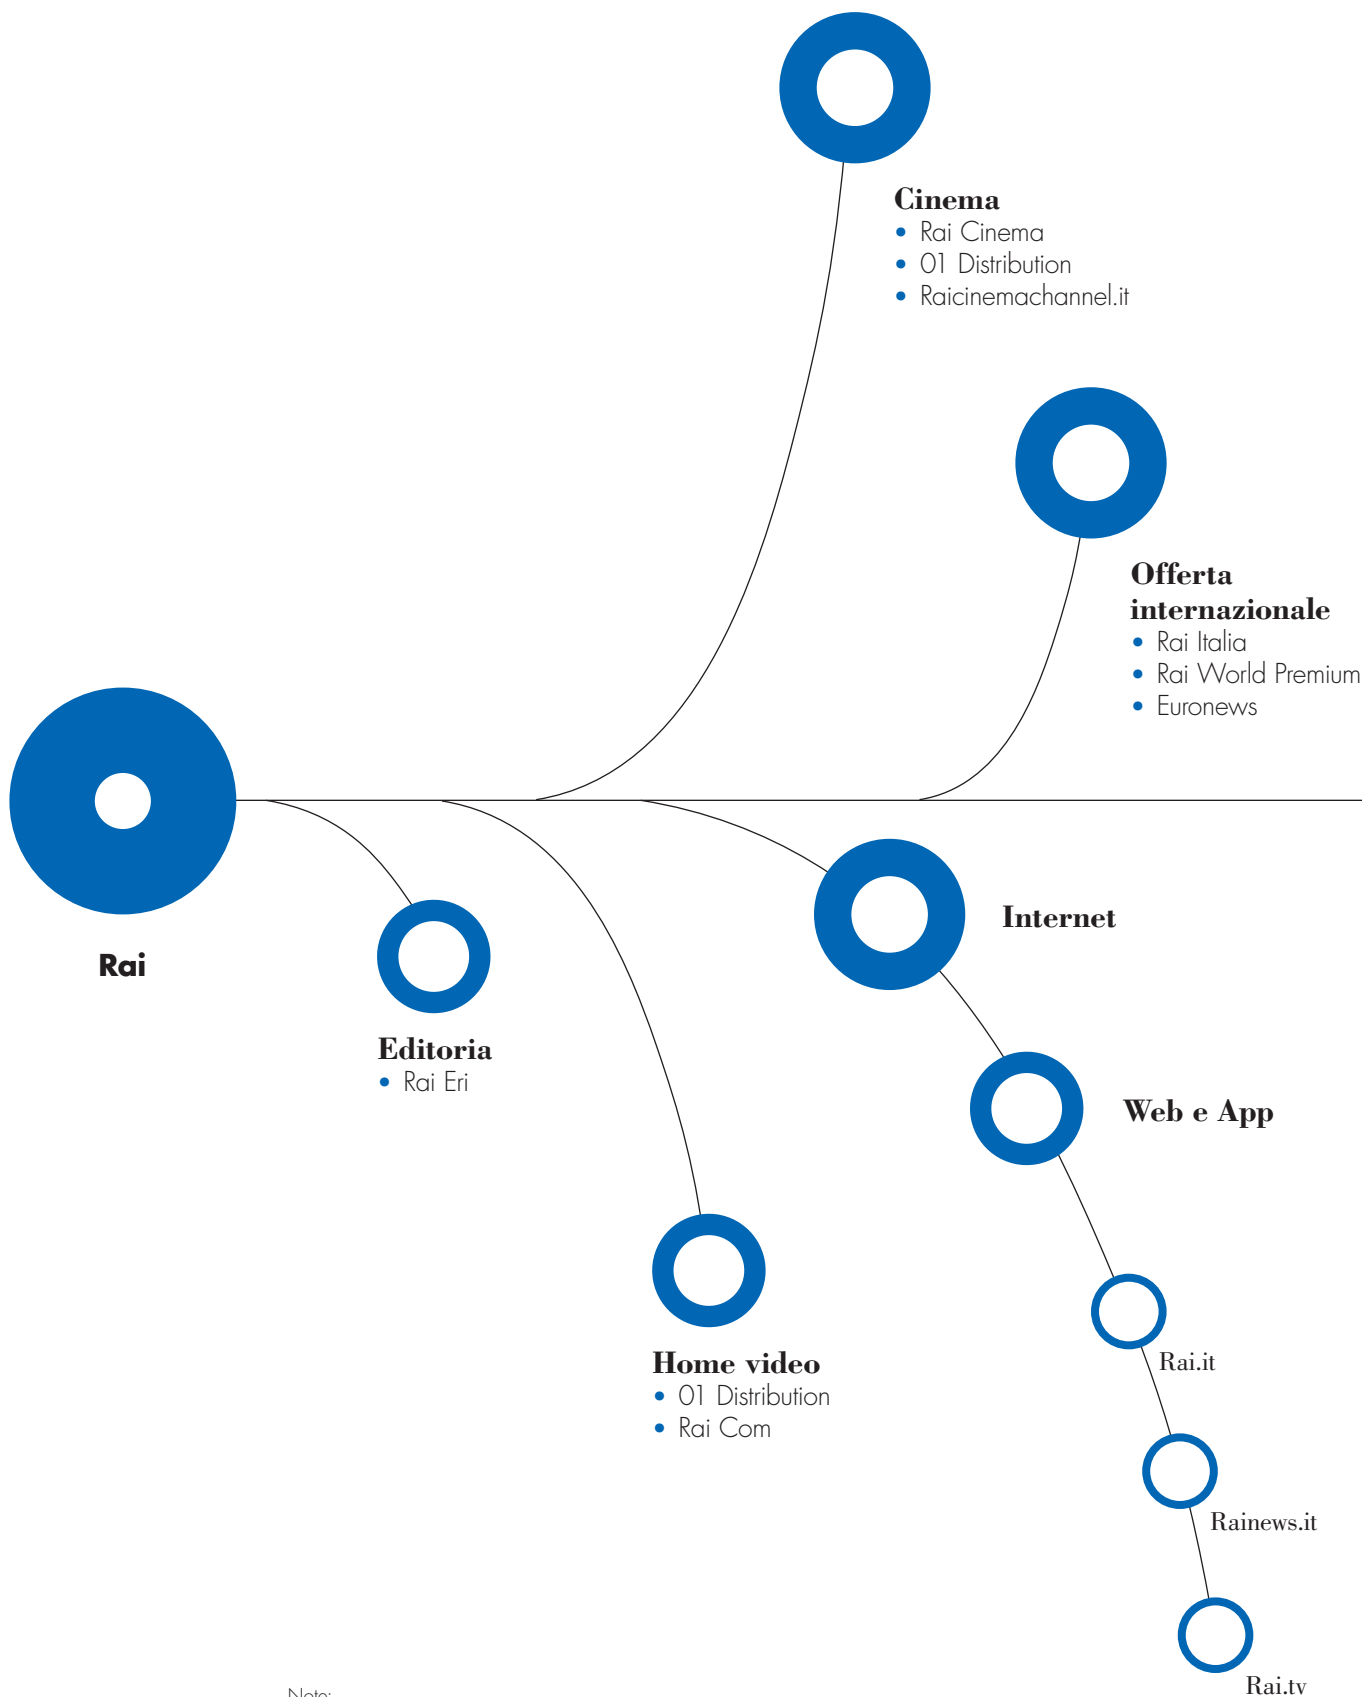 Cinema
• Rai Cinema
• 01 Distribution
• Raicinemachannel.it
Offerta
internazionale
• Rai Italia
• Rai World Premium
• Euronews
Rai
Internet
Editoria
• Rai Eri
Web e App
Home video
• 01 Distribution
• Rai Com
Rai.it
Rainews.it
Rai.tv
Note: